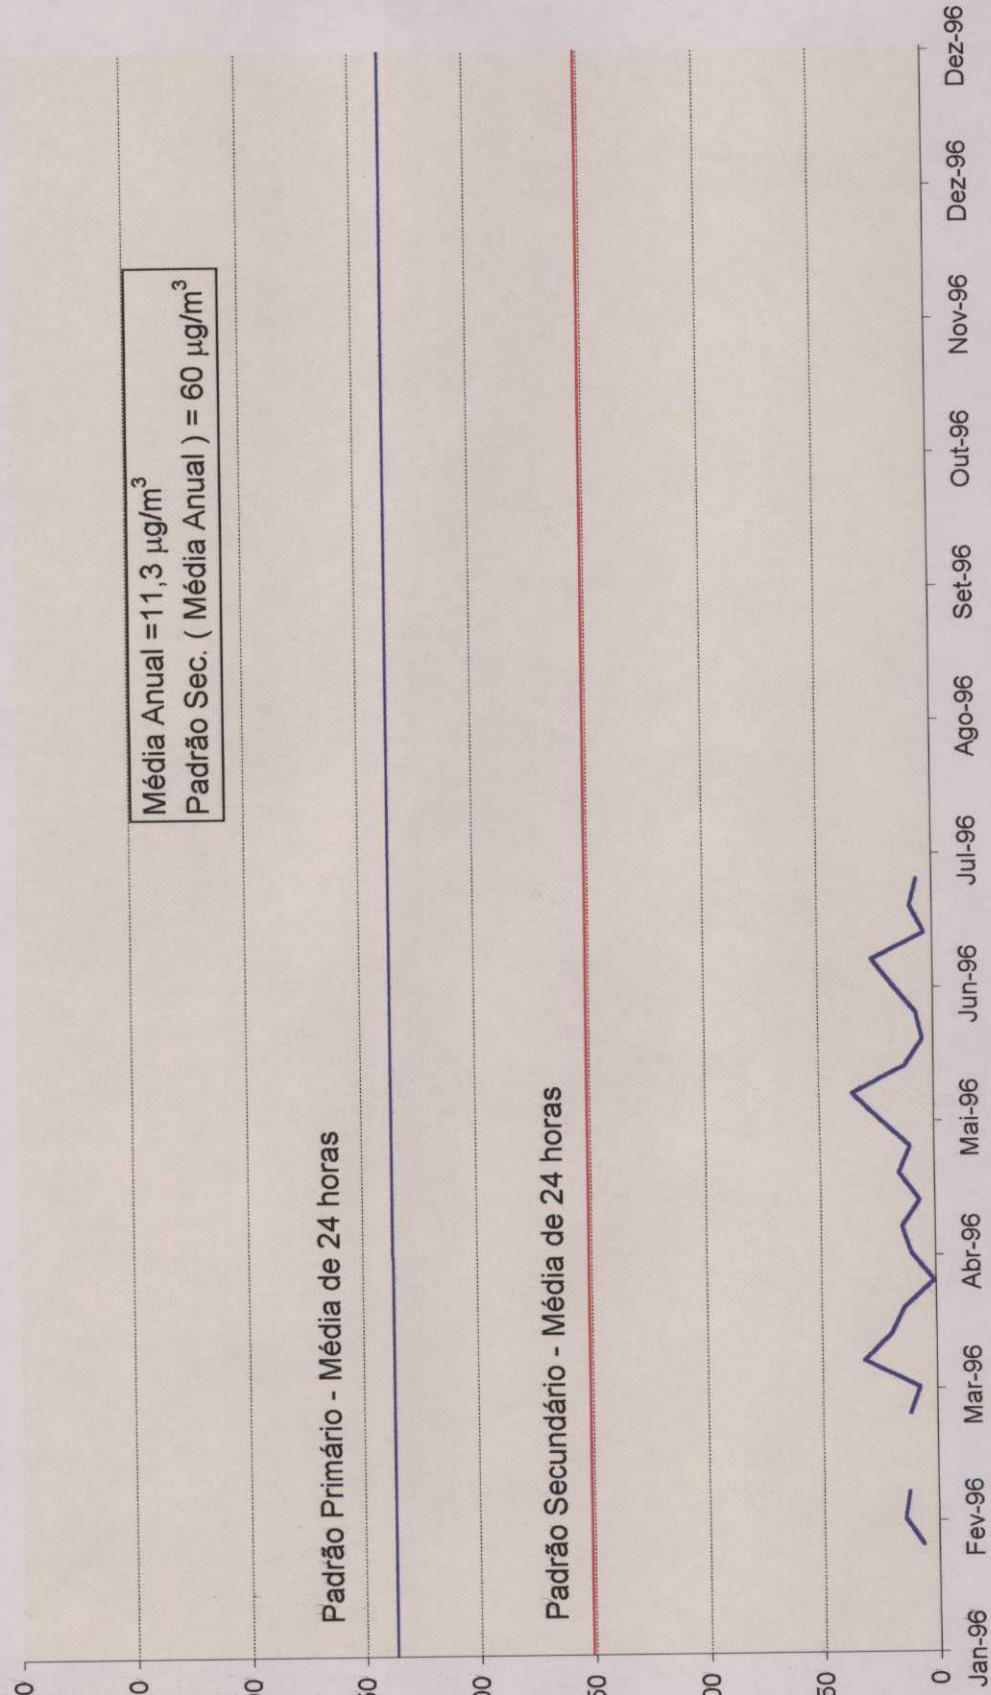 Média Anual =11,3 µg/m³
Padrão Sec. ( Média Anual ) = 60 µg/m³
Padrão Primário - Média de 24 horas
Padrão Secundário - Média de 24 horas
0
Jan-96 Fev-96 Mar-96 Abr-96 Mai-96 Jun-96 Jul-96 Ago-96 Set-96 Out-96 Nov-96 Dez-96 Dez-96